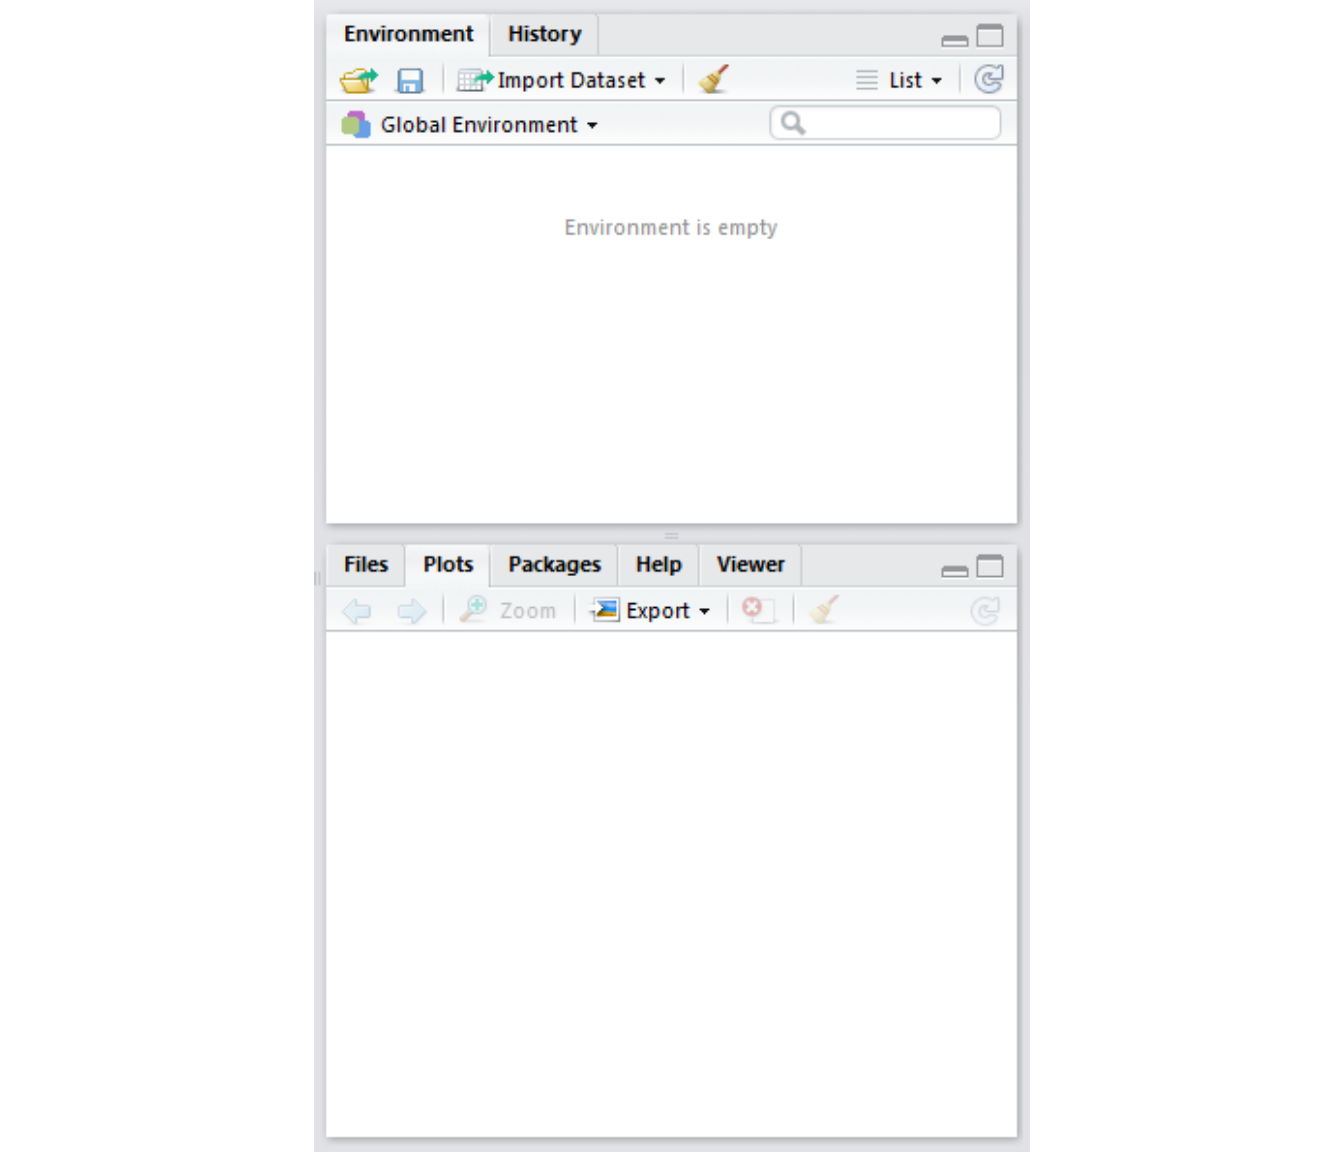 Environment History
Import Dataset List
Global Environment
Environment is empty
Files Plots Packages Help Viewer
Zoom Export